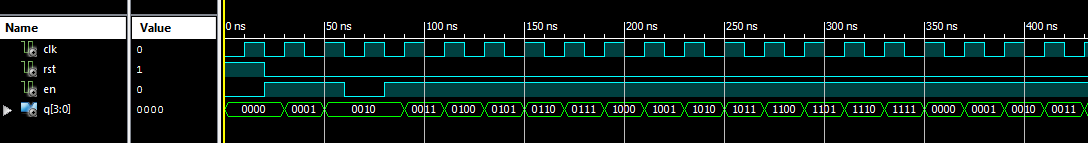 Name Value 0 ns 50 ns 100 ns 150 ns 200 ns 250 ns 300 ns 350 ns 400 ns
clk 0
rst 1
en 0
q[3:0] 0000 0000 0001 0010 0011 0100 0101 0110 0111 1000 1001 1010 1011 1100 1101 1110 1111 0000 0001 0010 0011